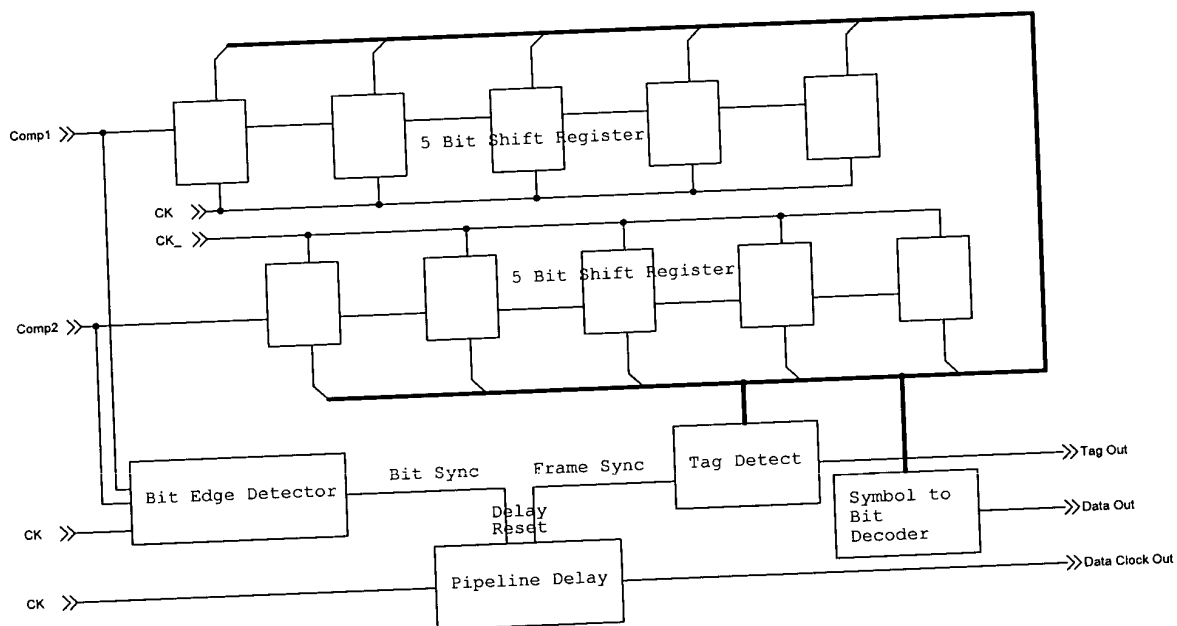 Comp1
5 Bit Shift Register
CK
CK_
5 Bit Shift Register
Comp2
Bit Edge Detector
Bit Sync
Frame Sync
Tag Detect
Tag Out
Delay
Reset
Symbol to
Bit
Decoder
Data Out
CK
Pipeline Delay
Data Clock Out
CK